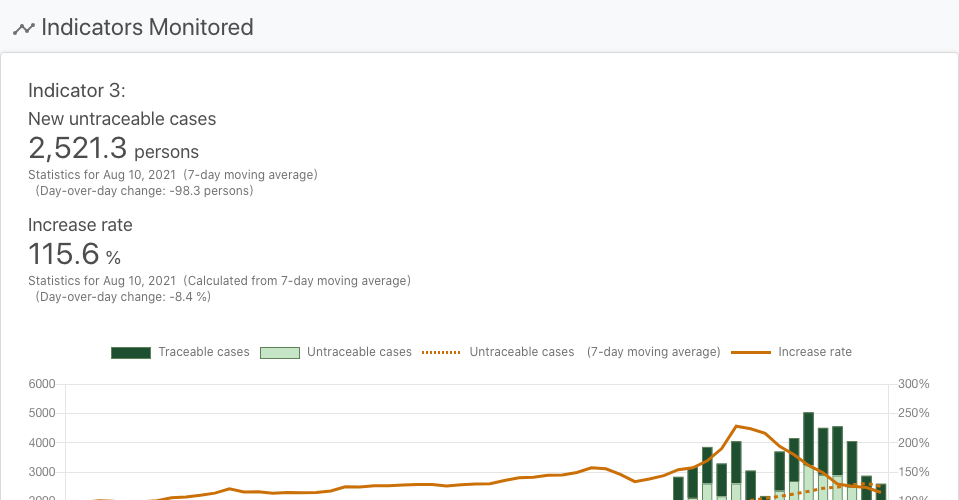 Indicators Monitored
Indicator 3:
New untraceable cases
2,521.3 persons
Statistics for Aug 10, 2021 (7-day moving average)
(Day-over-day change: -98.3 persons)
Increase rate
115.6 %
Statistics for Aug 10, 2021 (Calculated from 7-day moving average)
(Day-over-day change: -8.4 %)
Traceable cases Untraceable cases Untraceable cases (7-day moving average) Increase rate
6000 300%
5000 250%
4000 200%
3000 150%
2000 100%